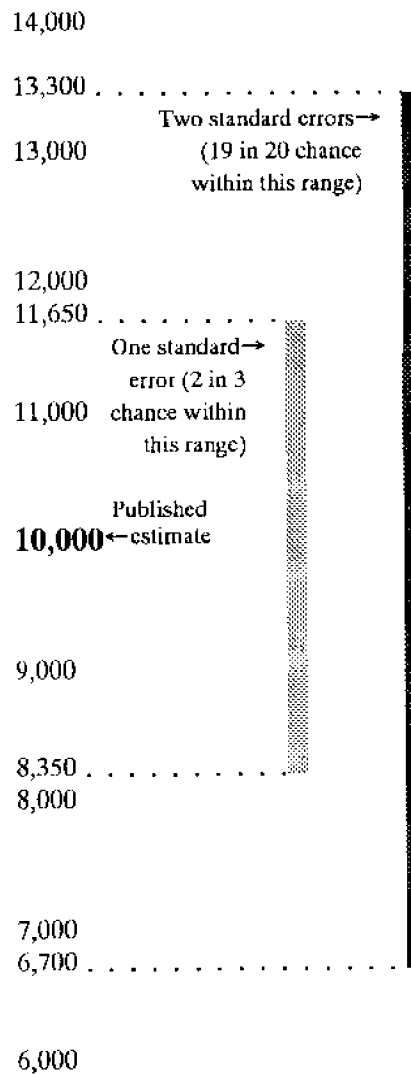 14,000
13,300 . . . . . . . . . . . . . .
Two standard errors→
13,000 (19 in 20 chance
within this range)
12,000
11,650 . . . . . . . . .
One standard→
error (2 in 3
11,000 chance within
this range)
Published
10,000←estimate
9,000
8,350 . . . . . . . . . .
8,000
7,000
6,700 . . . . . . . . . . . . . . .
6,000